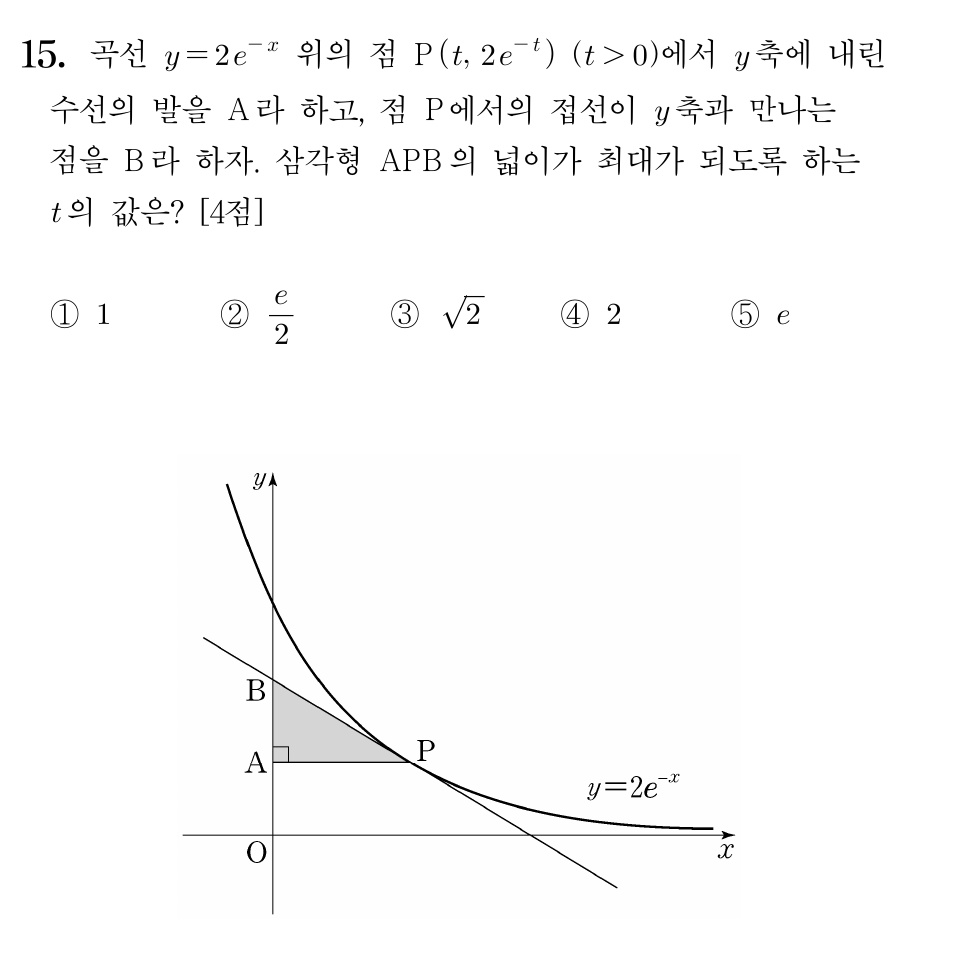 15. 곡선 y=2e^{-x} 위의 점 P(t, 2e^{-t}) (t>0)에서 y축에 내린
수선의 발을 A라 하고, 점 P에서의 접선이 y축과 만나는
점을 B라 하자. 삼각형 APB의 넓이가 최대가 되도록 하는
t의 값은? [4점]
① 1 ② e/2 ③ √2 ④ 2 ⑤ e
y
B
A
P
y=2e^{-x}
O
x